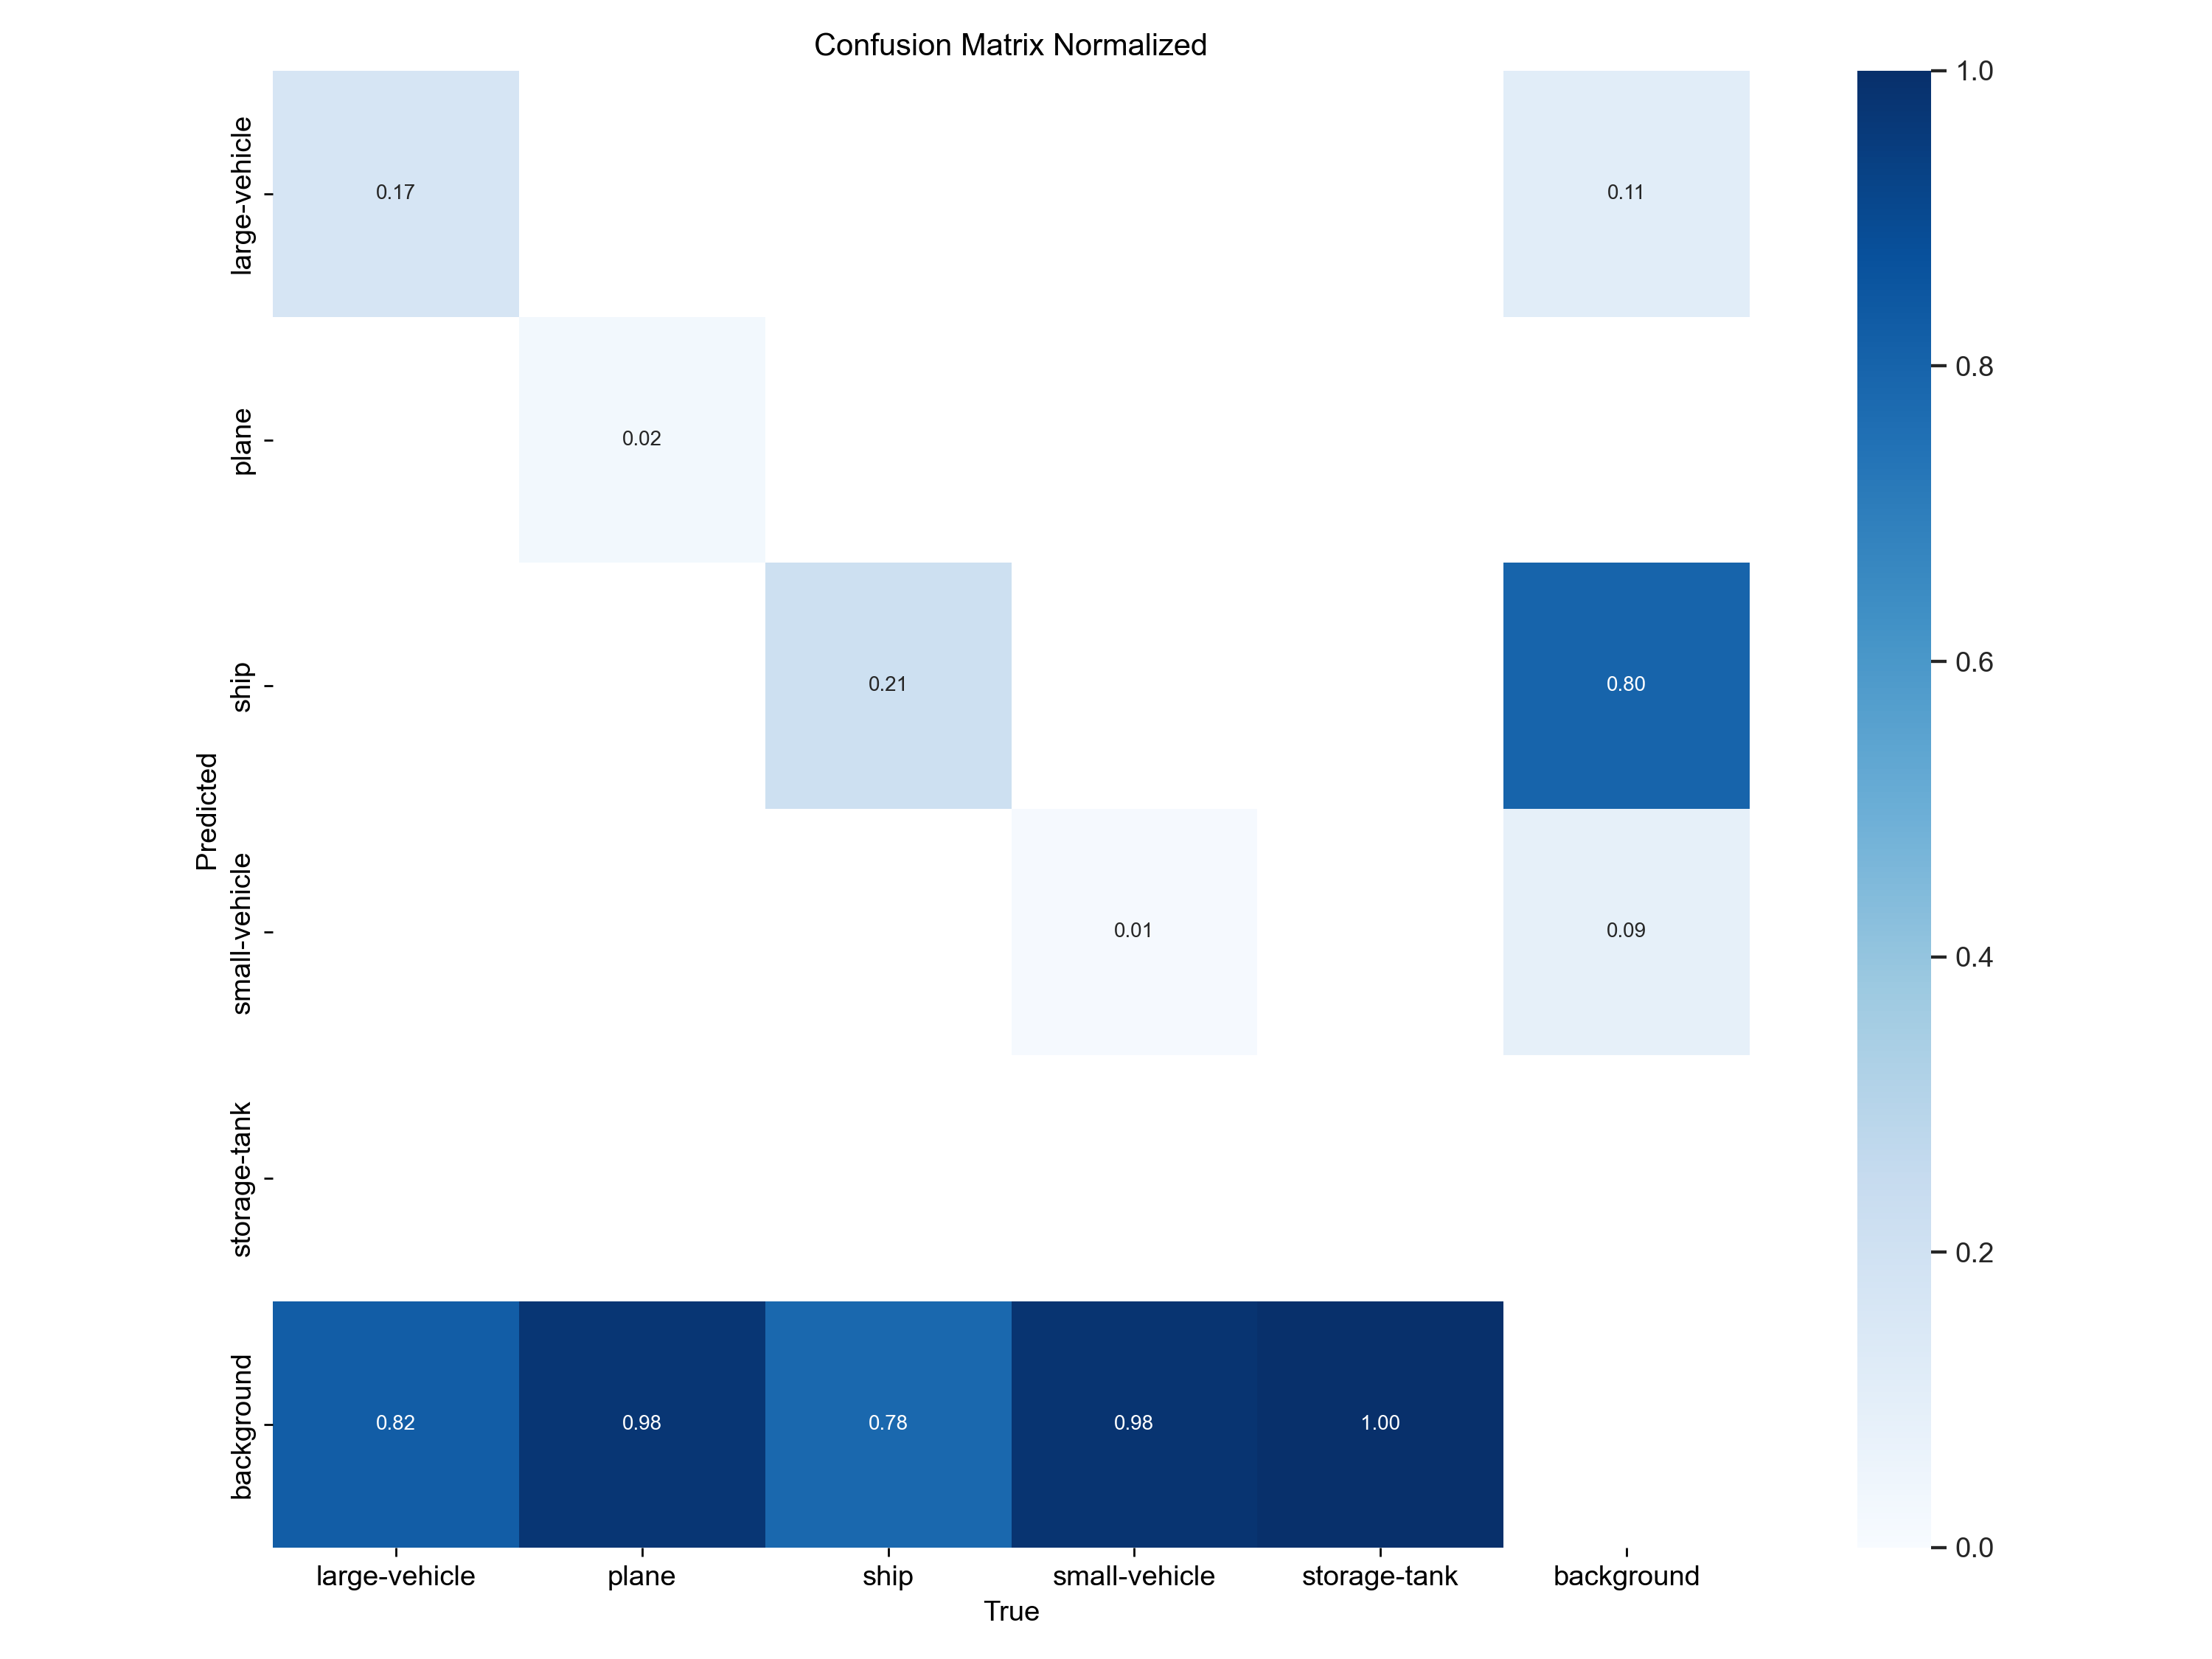 Confusion Matrix Normalized
large-vehicle
plane
ship
small-vehicle
storage-tank
background
Predicted
0.17
0.11
0.02
0.21
0.80
0.01
0.09
0.82
0.98
0.78
0.98
1.00
large-vehicle
plane
ship
small-vehicle
storage-tank
background
True
1.0
0.8
0.6
0.4
0.2
0.0